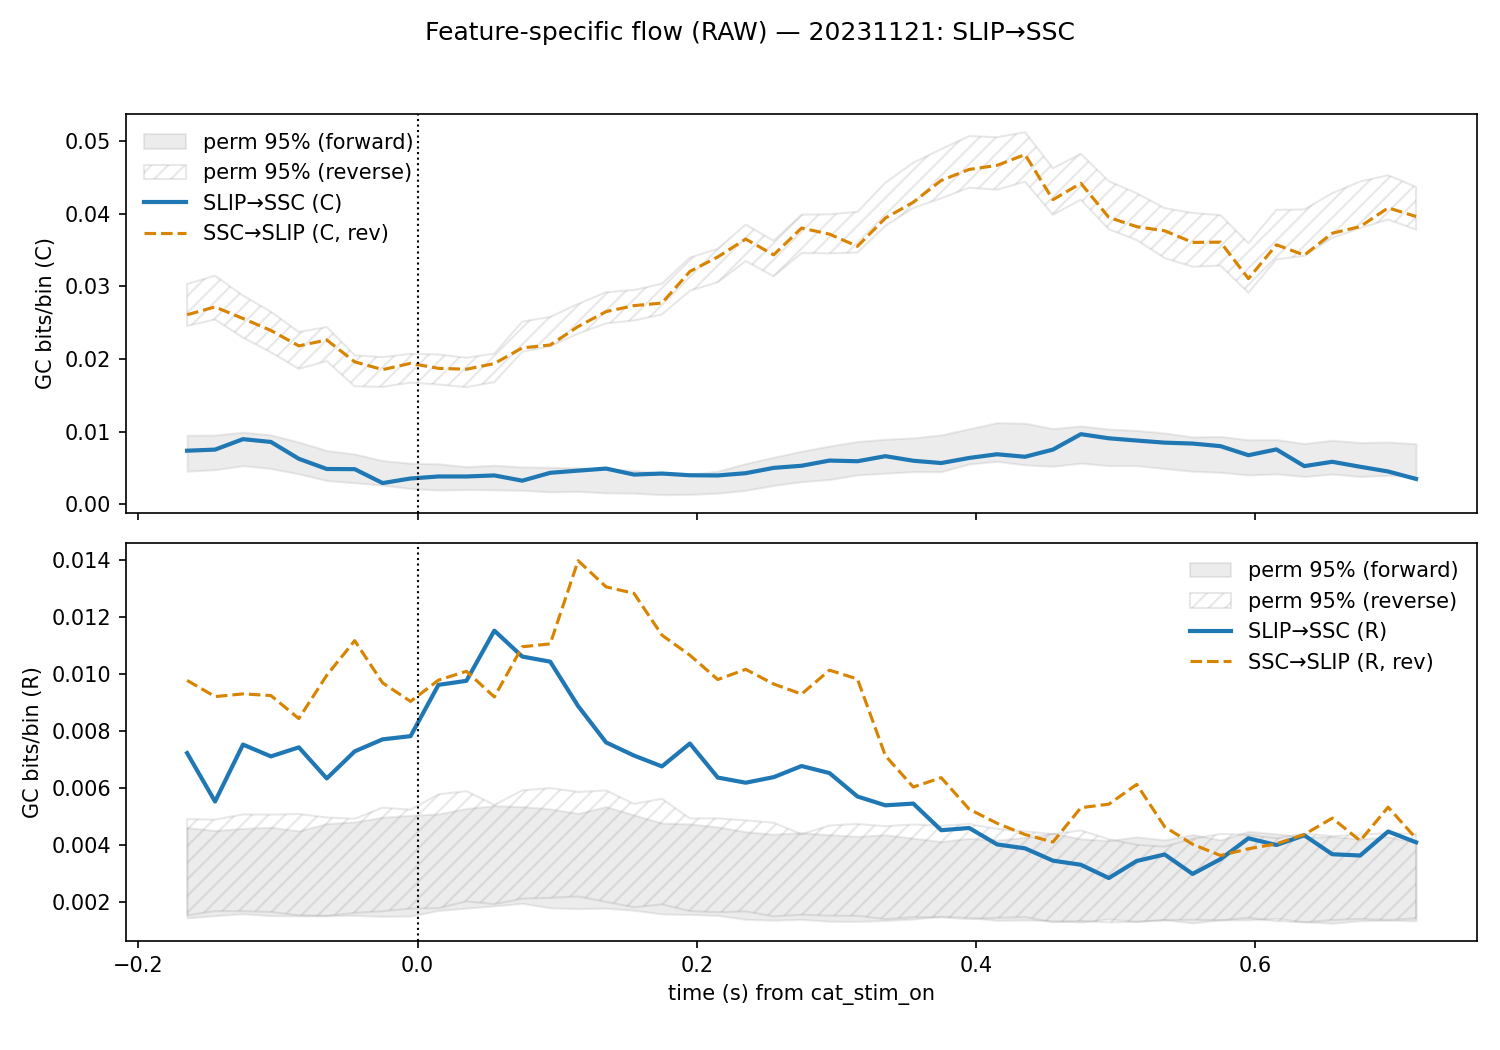 Feature-specific flow (RAW) — 20231121: SLIP→SSC
GC bits/bin (C)
0.05
0.04
0.03
0.02
0.01
0.00
perm 95% (forward)
perm 95% (reverse)
SLIP→SSC (C)
SSC→SLIP (C, rev)
GC bits/bin (R)
0.014
0.012
0.010
0.008
0.006
0.004
0.002
perm 95% (forward)
perm 95% (reverse)
SLIP→SSC (R)
SSC→SLIP (R, rev)
−0.2 0.0 0.2 0.4 0.6
time (s) from cat_stim_on